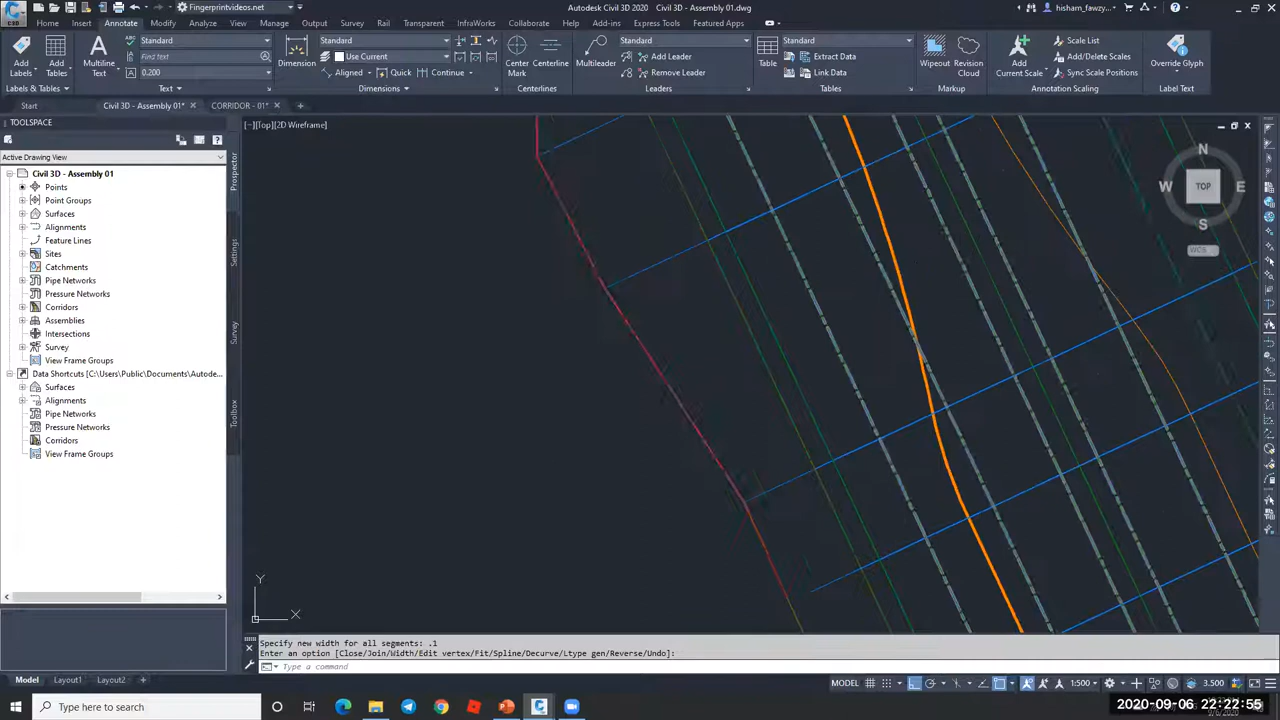 C3D
Fingerprintvideos.net
Autodesk Civil 3D 2020   Civil 3D - Assembly 01.dwg
hisham_fawzy...
Home Insert Annotate Modify Analyze View Manage Output Survey Rail Transparent InfraWorks Collaborate Help Add-ins Express Tools Featured Apps
Add
Labels
Add
Tables
Labels & Tables
Multiline
Text
Standard
Find text
0.200
Text
Dimension
Standard
Use Current
Aligned Quick Continue
Dimensions
Center
Mark
Centerline
Centerlines
Multileader
Standard
Add Leader
Remove Leader
Leaders
Table
Standard
Extract Data
Link Data
Tables
Wipeout
Revision
Cloud
Markup
Add
Current Scale
Scale List
Add/Delete Scales
Sync Scale Positions
Annotation Scaling
Override Glyph
Label Text
Start Civil 3D - Assembly 01* CORRIDOR - 01*
TOOLSPACE
Active Drawing View
Civil 3D - Assembly 01
Points
Point Groups
Surfaces
Alignments
Feature Lines
Sites
Catchments
Pipe Networks
Pressure Networks
Corridors
Assemblies
Intersections
Survey
View Frame Groups
Data Shortcuts [C:\Users\Public\Documents\Autode...
Surfaces
Alignments
Pipe Networks
Pressure Networks
Corridors
View Frame Groups
Prospector
Settings
Survey
Toolbox
[−][Top][2D Wireframe]
N
W TOP E
S
WCS
Y
X
Specify new width for all segments: .1
Enter an option [Close/Join/Width/Edit vertex/Fit/Spline/Decurve/Ltype gen/Reverse/Undo]:
Type a command
Model Layout1 Layout2 +
MODEL 1:500 3.500
Type here to search
2020-09-06 22:22:55